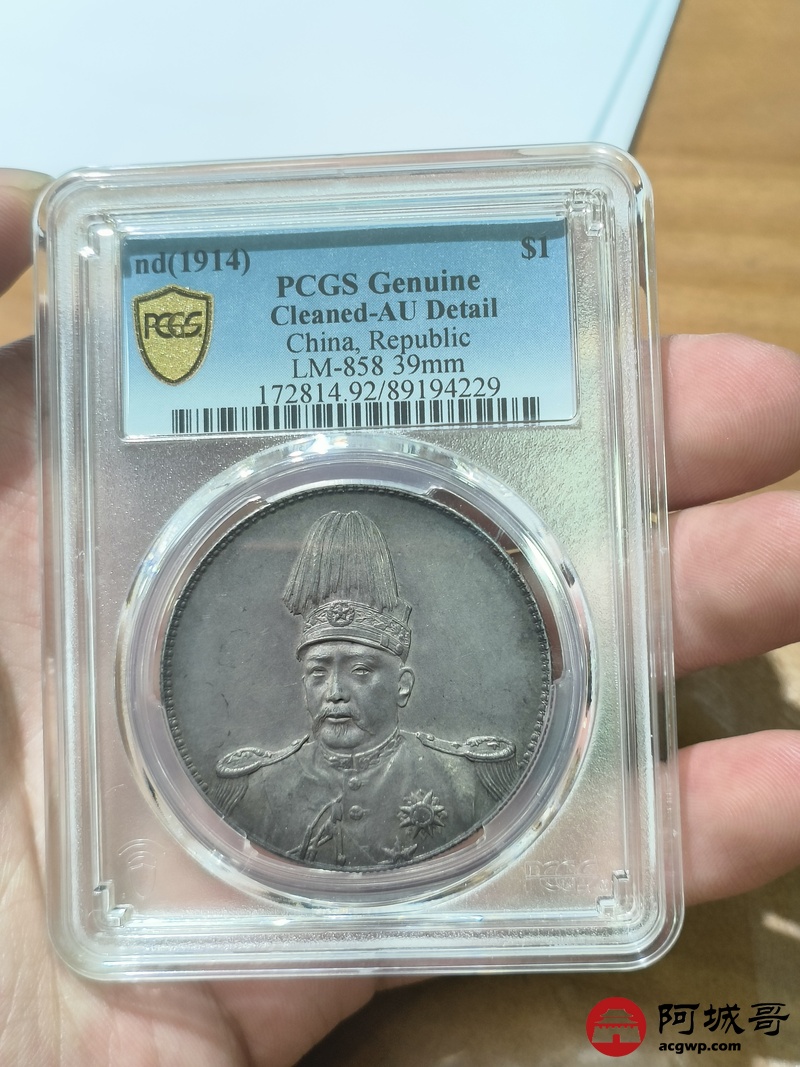 nd(1914) $1
PCGS Genuine
PCGS
Cleaned-AU Detail
China, Republic
LM-858 39mm
172814.92/89194229
PCGS
阿城哥
acgwp.com